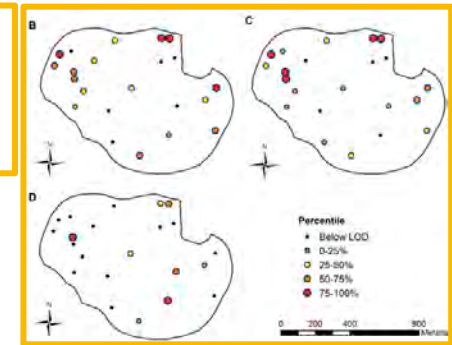 B
C
N
N
D
N
Percentile
Below LOD
0-25%
25-50%
50-75%
75-100%
0 200 400 800
Meters